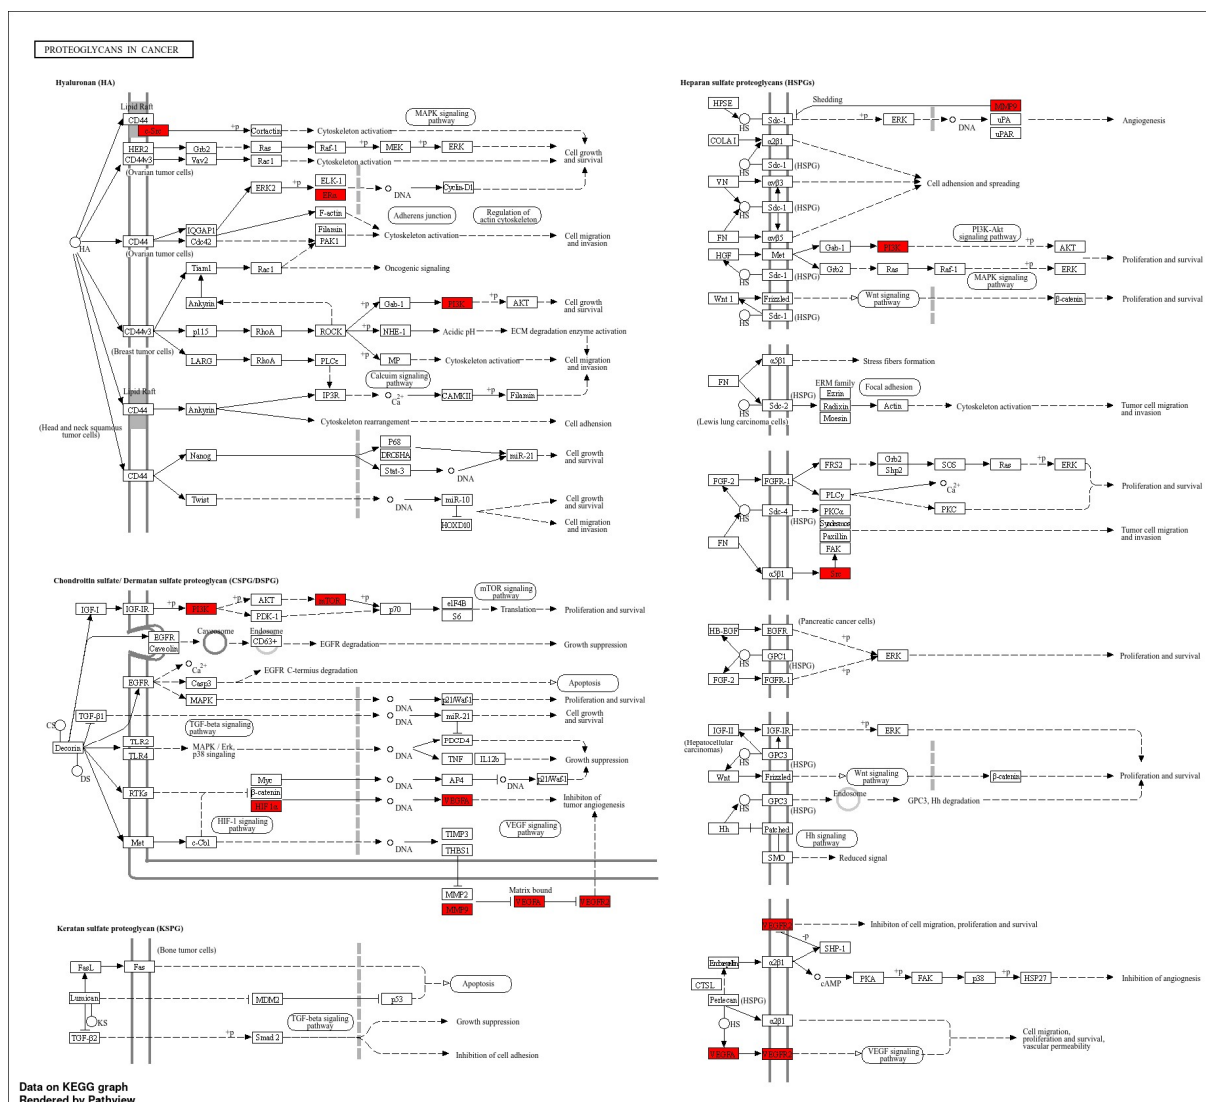 PROTEOGLYCANS IN CANCER
Hyaluronan (HA)
Lipid Raft
CD44
c-Src
+p
Cortactin
Cytoskeleton activation
MAPK signaling
pathway
HER2
Grb2
Ras
Raf-1
+p
MEK
+p
ERK
CD44v3
Vav2
Rac1
Cytoskeleton activation
Cell growth
and survival
(Ovarian tumor cells)
ERK2
+p
ELK-1
ERα
DNA
Cyclin-D1
HA
CD44
(Ovarian tumor cells)
IQGAP1
Cdc42
F-actin
Filamin
PAK1
Adherens junction
Regulation of
actin cytoskeleton
Cytoskeleton activation
Cell migration
and invasion
Tiam1
Rac1
Oncogenic signaling
Ankyrin
Gab-1
+p
PI3K
+p
AKT
Cell growth
and survival
CD44v3
(Breast tumor cells)
p115
RhoA
ROCK
+p
NHE-1
Acidic pH
ECM degradation enzyme activation
LARG
RhoA
PLCε
+p
MP
Cytoskeleton activation
Cell migration
and invasion
Calcuim signaling
pathway
Lipid Raft
CD44
(Head and neck squamous
tumor cells)
Ankyrin
IP3R
Ca2+
CAMKII
+p
Filamin
Cytoskeleton rearrangement
Cell adhesion
CD44
Nanog
P68
DROSHA
Stat-3
DNA
miR-21
Cell growth
and survival
Twist
DNA
miR-10
HOXD10
Cell growth
and survival
Cell migration
and invasion
Chondroitin sulfate/ Dermatan sulfate proteoglycan (CSPG/DSPG)
IGF-I
IGF-IR
+p
PI3K
+p
AKT
mTOR
+p
PDK-1
p70
eIF4B
S6
mTOR signaling
pathway
Translation
Proliferation and survival
EGFR
Caveolin
Caveosome
Endosome
CD63+
EGFR degradation
Growth suppression
Ca2+
EGFR
Casp3
EGFR C-termius degradation
Apoptosis
MAPK
DNA
p21/Waf-1
Proliferation and survival
TGF-β1
DNA
miR-21
Cell growth
and survival
CS
Decorin
DS
TGF-beta signaling
pathway
TLR2
TLR4
MAPK / Erk,
p38 singaling
DNA
PDCD4
TNF
IL12b
Growth suppression
RTKs
Myc
β-catenin
HIF1α
DNA
AP4
DNA
p21/Waf-1
DNA
VEGFA
Inhibiton of
tumor angiogenesis
HIF-1 signaling
pathway
VEGF signaling
pathway
Met
c-Cbl
DNA
TIMP3
THBS1
MMP2
MMP9
Matrix bound
VEGFA
VEGFR2
Keratan sulfate proteoglycan (KSPG)
(Bone tumor cells)
FasL
Fas
Apoptosis
Lumican
KS
MDM2
p53
TGF-beta signaling
pathway
TGF-β2
+p
Smad 2
Growth suppression
Inhibition of cell adhesion
Heparan sulfate proteoglycans (HSPGs)
HPSE
HS
Sdc-1
Shedding
MMP9
+p
ERK
DNA
uPA
uPAR
Angiogenesis
COLA I
α2β1
HS
Sdc-1
(HSPG)
VN
αvβ3
Cell adhension and spreading
HS
Sdc-1
(HSPG)
FN
αvβ5
HGF
Met
Gab-1
PI3K
+p
PI3K-Akt
signaling pathway
AKT
Grb2
Ras
Raf-1
+p
ERK
Proliferation and survival
HS
Sdc-1
(HSPG)
MAPK signaling
pathway
Wnt 1
Frizzled
Wnt signaling
pathway
β-catenin
Proliferation and survival
HS
Sdc-1
(HSPG)
α5β1
Stress fibers formation
FN
HS
Sdc-2
(HSPG)
(Lewis lung carcinoma cells)
ERM family
Ezrin
Radixin
Moesin
Focal adhesion
Actin
Cytoskeleton activation
Tumor cell migration
and invasion
FGF-2
FGFR-1
FRS2
Grb2
Shp2
SOS
Ras
+p
ERK
PLCγ
Ca2+
PKC
Proliferation and survival
HS
Sdc-4
(HSPG)
PKCα
Syndesmos
Paxillin
FAK
Tumor cell migration
and invasion
FN
α5β1
Src
(Pancreatic cancer cells)
HB-EGF
EGFR
+p
HS
GPC1
(HSPG)
ERK
Proliferation and survival
FGF-2
FGFR-1
+p
IGF-II
IGF-IR
+p
ERK
(Hepatocellular
carcinomas)
HS
GPC3
(HSPG)
Wnt
Frizzled
Wnt signaling
pathway
β-catenin
Proliferation and survival
HS
GPC3
(HSPG)
Endosome
GPC3, Hh degradation
Hh
Patched
Hh signaling
pathway
SMO
Reduced signal
VEGFR2
Inhibiton of cell migration, proliferation and survival
-p
SHP-1
Endorepellin
α2β1
cAMP
PKA
+p
FAK
+p
p38
+p
HSP27
Inhibition of angiognesis
CTSL
Perlecan
(HSPG)
HS
α2β1
Cell migration,
proliferation and survival,
vascular permeability
VEGFA
VEGFR2
VEGF signaling
pathway
Data on KEGG graph
Rendered by Pathview